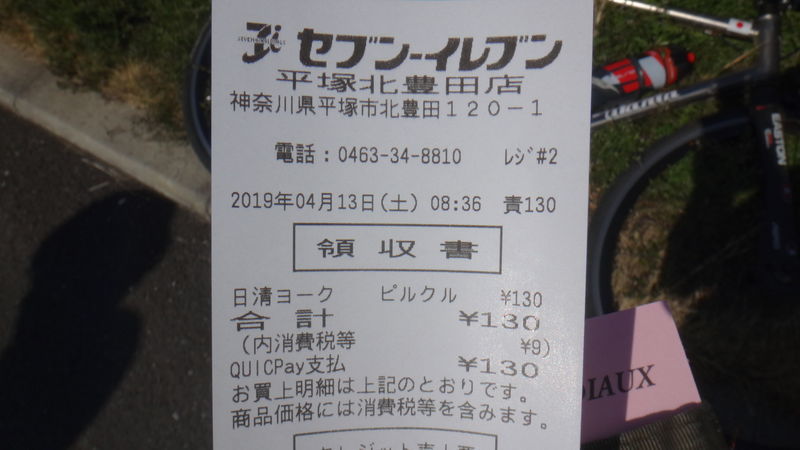 セブン-イレブン
平塚北豊田店
神奈川県平塚市北豊田120-1
電話:0463-34-8810 レジ#2
2019年04月13日(土) 08:36 責130
領収書
日清ヨーク ピルクル ¥130
合計 ¥130
(内消費税等 ¥9)
QUICPay支払 ¥130
お買上明細は上記のとおりです。
商品価格には消費税等を含みます。
EASTON
DIAUX